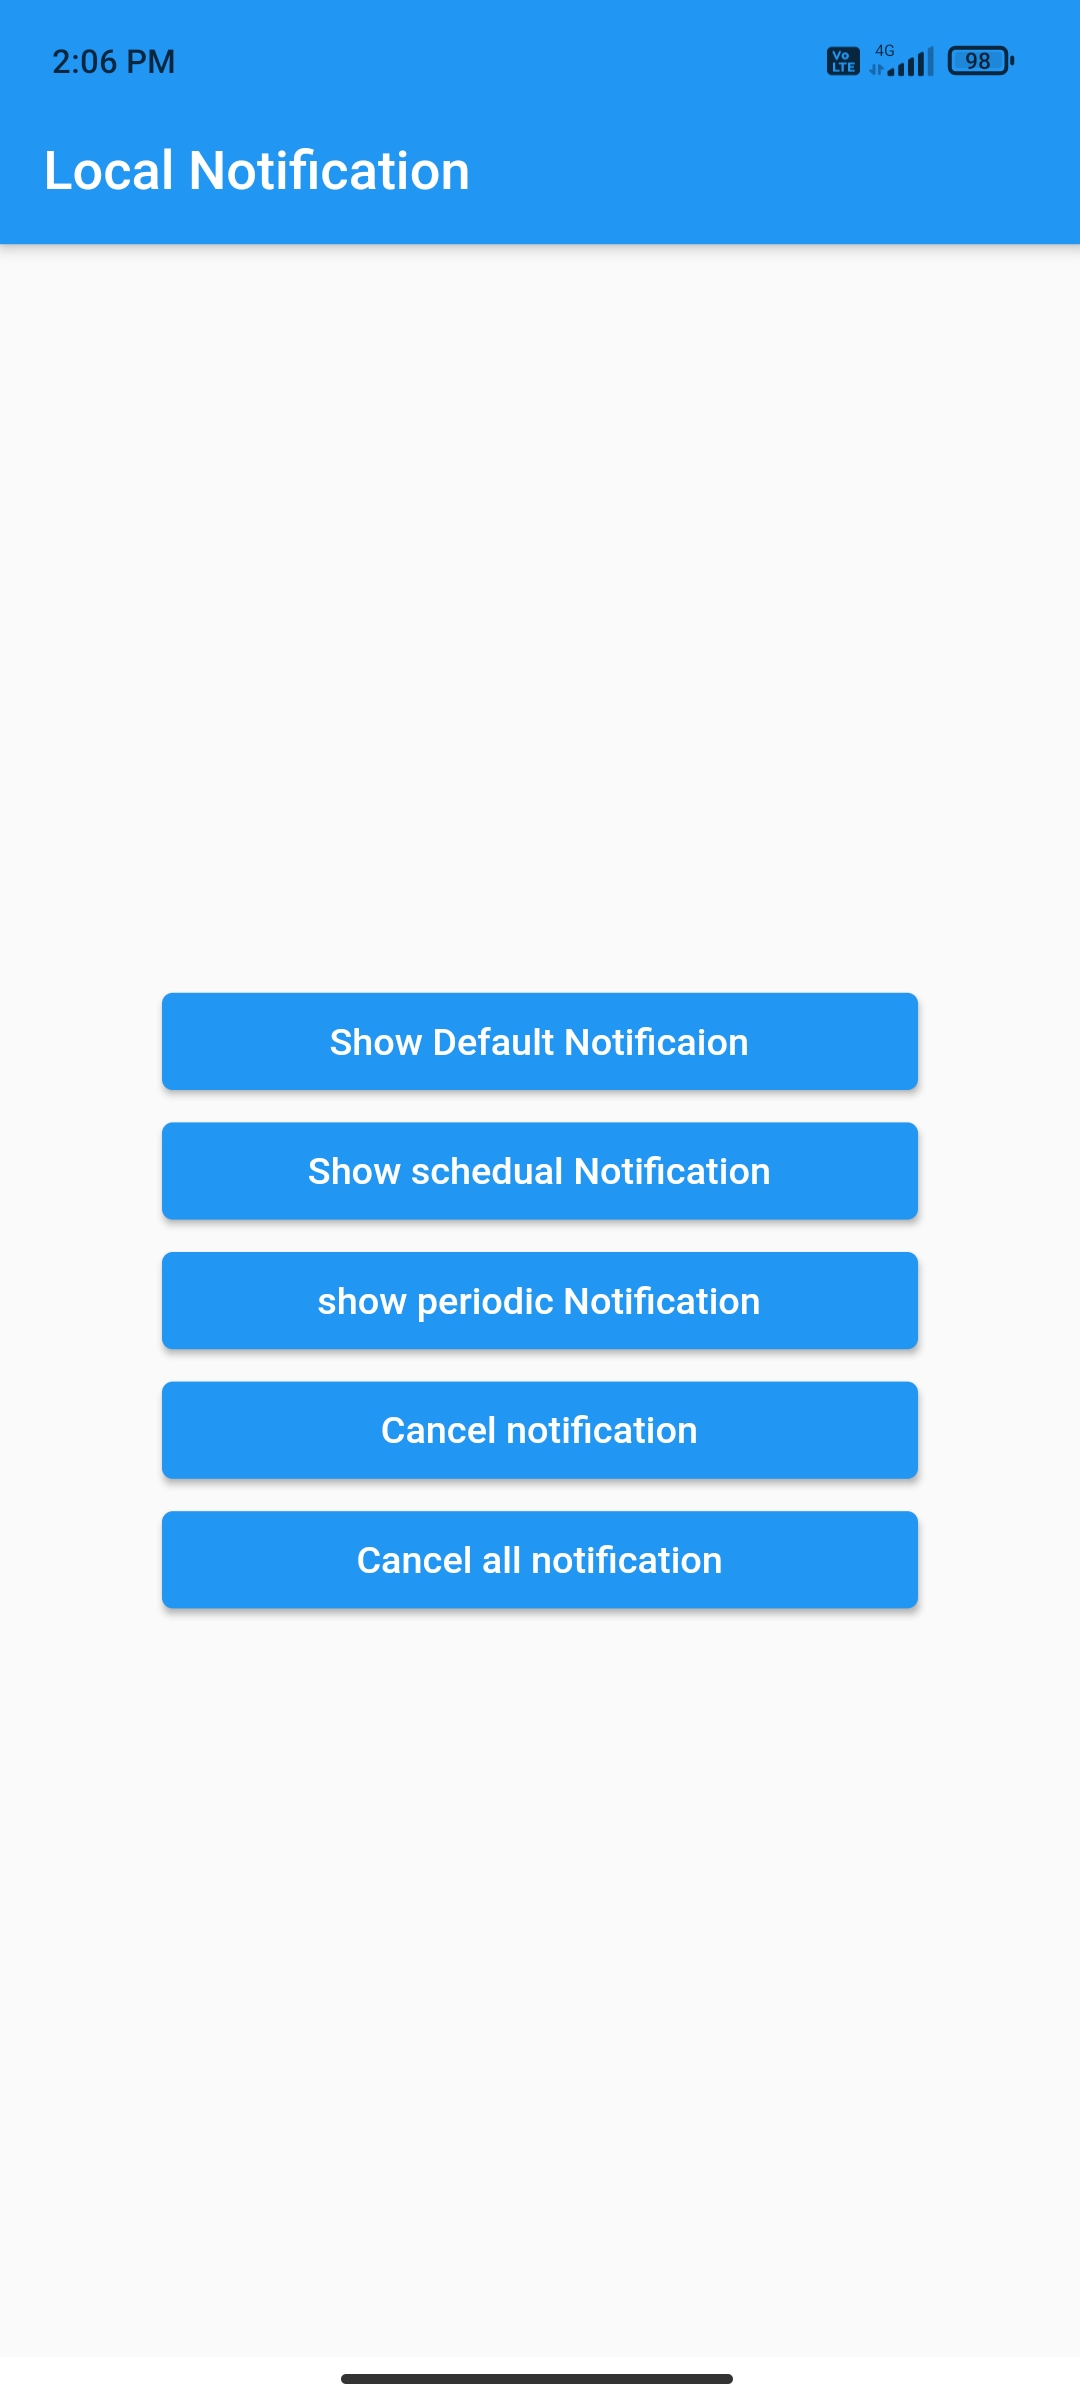 2:06 PM
Vo LTE 4G 98
Local Notification
Show Default Notificaion
Show schedual Notification
show periodic Notification
Cancel notification
Cancel all notification